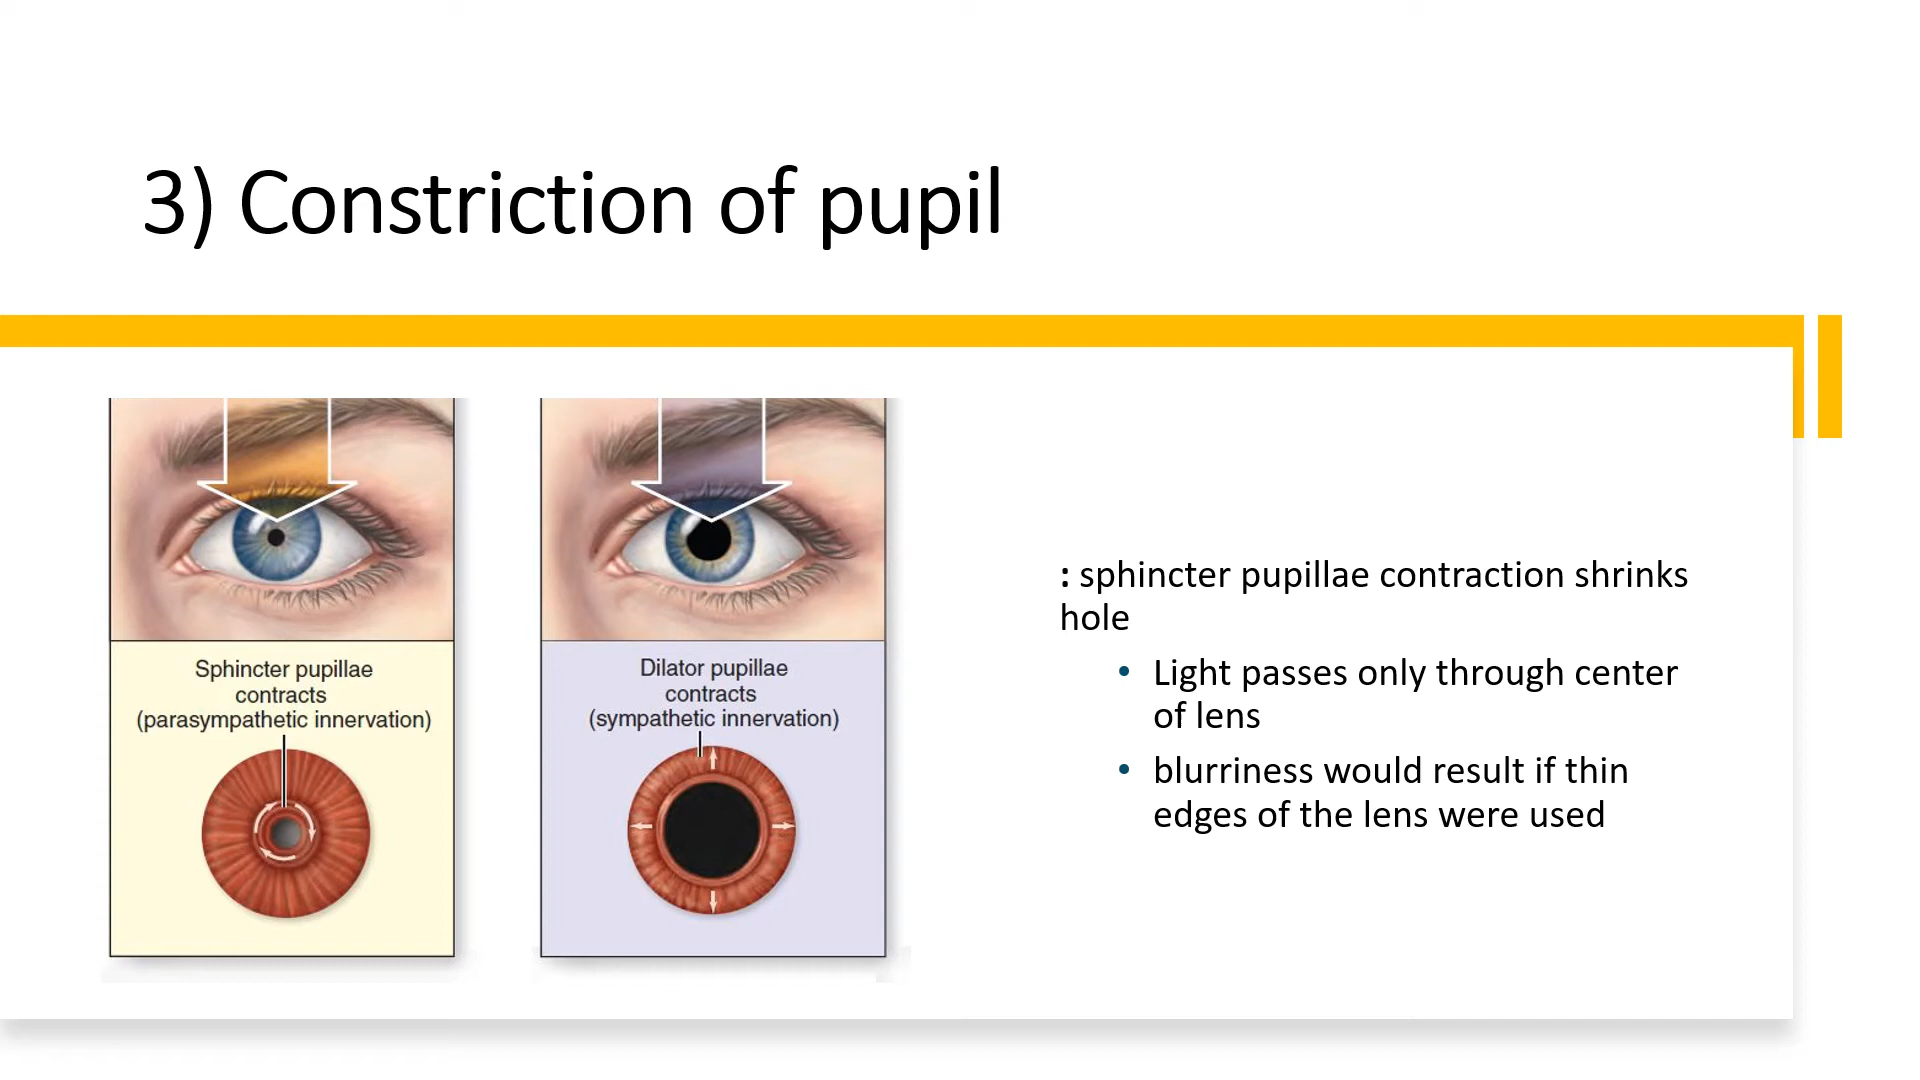 3) Constriction of pupil
Sphincter pupillae
contracts
(parasympathetic innervation)
Dilator pupillae
contracts
(sympathetic innervation)
: sphincter pupillae contraction shrinks
hole
• Light passes only through center
of lens
• blurriness would result if thin
edges of the lens were used